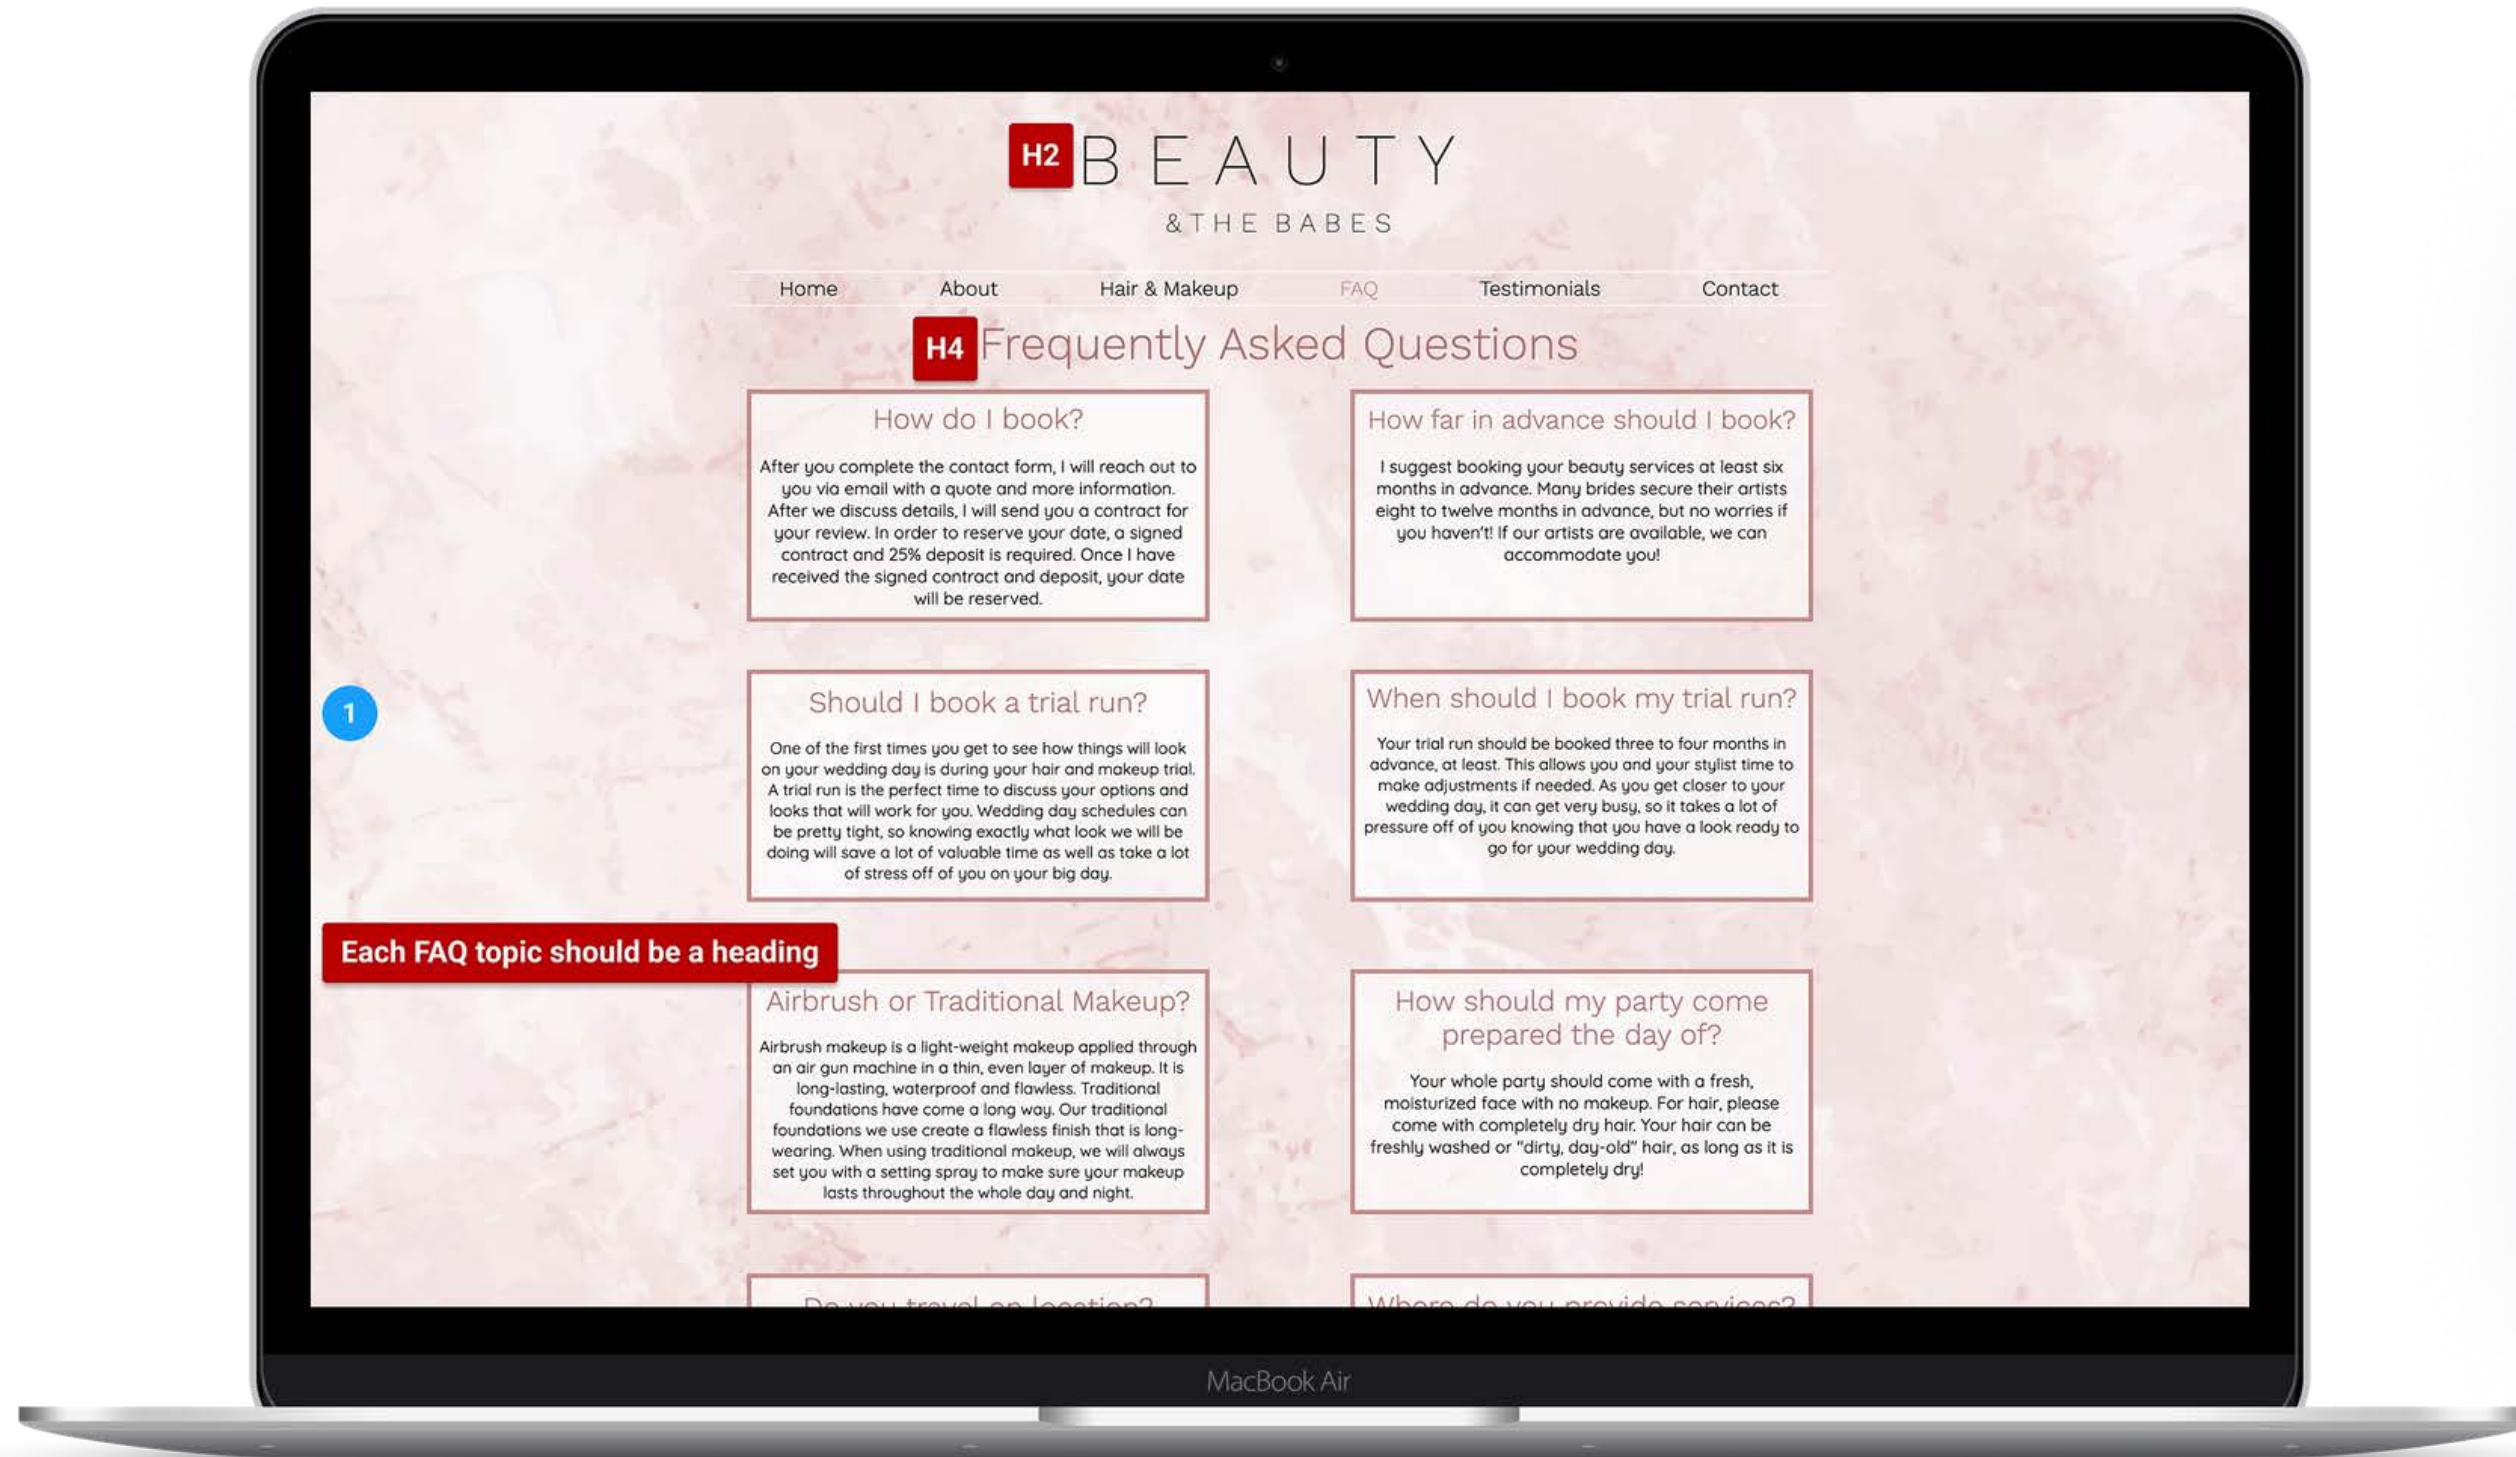 H2
BEAUTY
&THE BABES
Home About Hair & Makeup FAQ Testimonials Contact
H4
Frequently Asked Questions
How do I book?
After you complete the contact form, I will reach out to
you via email with a quote and more information.
After we discuss details, I will send you a contract for
your review. In order to reserve your date, a signed
contract and 25% deposit is required. Once I have
received the signed contract and deposit, your date
will be reserved.
How far in advance should I book?
I suggest booking your beauty services at least six
months in advance. Many brides secure their artists
eight to twelve months in advance, but no worries if
you haven't! If our artists are available, we can
accommodate you!
1
Should I book a trial run?
One of the first times you get to see how things will look
on your wedding day is during your hair and makeup trial.
A trial run is the perfect time to discuss your options and
looks that will work for you. Wedding day schedules can
be pretty tight, so knowing exactly what look we will be
doing will save a lot of valuable time as well as take a lot
of stress off of you on your big day.
When should I book my trial run?
Your trial run should be booked three to four months in
advance, at least. This allows you and your stylist time to
make adjustments if needed. As you get closer to your
wedding day, it can get very busy, so it takes a lot of
pressure off of you knowing that you have a look ready to
go for your wedding day.
Each FAQ topic should be a heading
Airbrush or Traditional Makeup?
Airbrush makeup is a light-weight makeup applied through
an air gun machine in a thin, even layer of makeup. It is
long-lasting, waterproof and flawless. Traditional
foundations have come a long way. Our traditional
foundations we use create a flawless finish that is long-
wearing. When using traditional makeup, we will always
set you with a setting spray to make sure your makeup
lasts throughout the whole day and night.
How should my party come
prepared the day of?
Your whole party should come with a fresh,
moisturized face with no makeup. For hair, please
come with completely dry hair. Your hair can be
freshly washed or "dirty, day-old" hair, as long as it is
completely dry!
Do you travel on location?
Where do you provide services?
MacBook Air